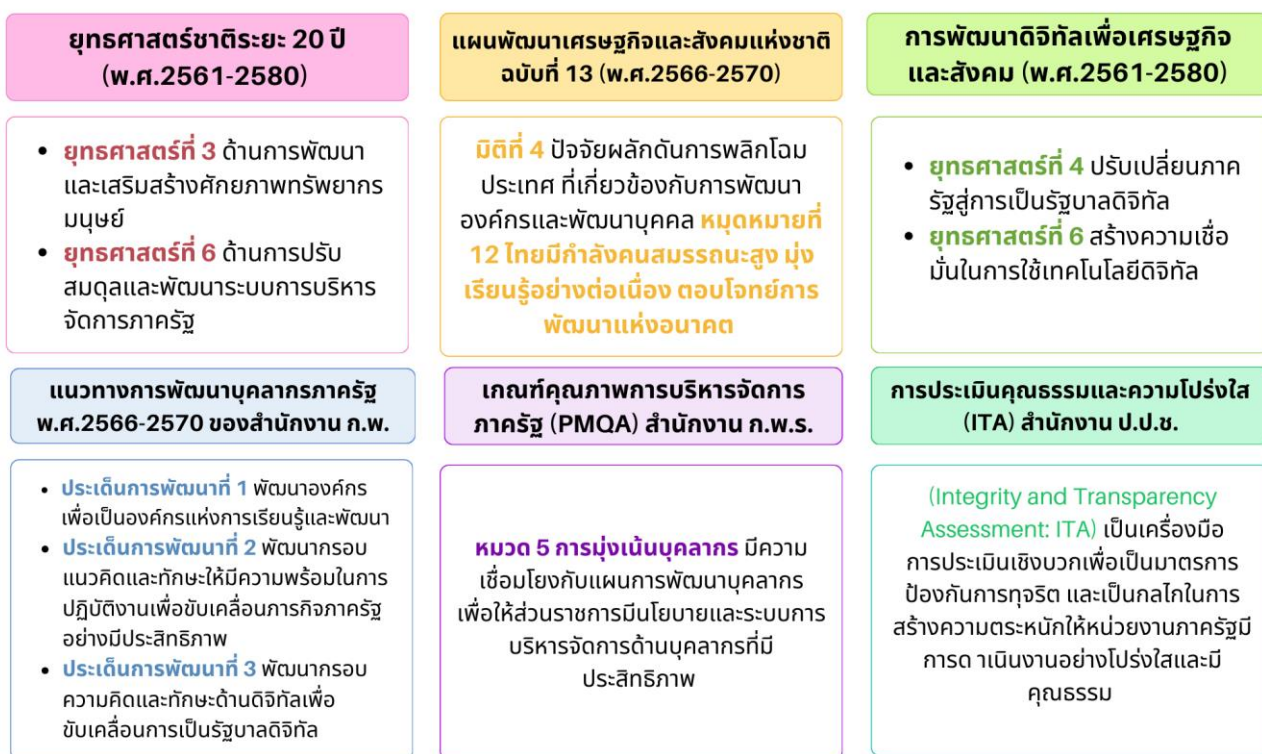 ยุทธศาสตร์ชาติระยะ 20 ปี
(พ.ศ.2561-2580)
• ยุทธศาสตร์ที่ 3 ด้านการพัฒนา
และเสริมสร้างศักยภาพทรัพยากร
มนุษย์
• ยุทธศาสตร์ที่ 6 ด้านการปรับ
สมดุลและพัฒนาระบบการบริหาร
จัดการภาครัฐ
แผนพัฒนาเศรษฐกิจและสังคมแห่งชาติ
ฉบับที่ 13 (พ.ศ.2566-2570)
มิติที่ 4 ปัจจัยผลักดันการพลิกโฉม
ประเทศ ที่เกี่ยวข้องกับการพัฒนา
องค์กรและพัฒนาบุคคล หมุดหมายที่
12 ไทยมีกำลังคนสมรรถนะสูง มุ่ง
เรียนรู้อย่างต่อเนื่อง ตอบโจทย์การ
พัฒนาแห่งอนาคต
การพัฒนาดิจิทัลเพื่อเศรษฐกิจ
และสังคม (พ.ศ.2561-2580)
• ยุทธศาสตร์ที่ 4 ปรับเปลี่ยนภาค
รัฐสู่การเป็นรัฐบาลดิจิทัล
• ยุทธศาสตร์ที่ 6 สร้างความเชื่อ
มั่นในการใช้เทคโนโลยีดิจิทัล
แนวทางการพัฒนาบุคลากรภาครัฐ
พ.ศ.2566-2570 ของสำนักงาน ก.พ.
• ประเด็นการพัฒนาที่ 1 พัฒนาองค์กร
เพื่อเป็นองค์กรแห่งการเรียนรู้และพัฒนา
• ประเด็นการพัฒนาที่ 2 พัฒนากรอบ
แนวคิดและทักษะให้มีความพร้อมในการ
ปฏิบัติงานเพื่อขับเคลื่อนภารกิจภาครัฐ
อย่างมีประสิทธิภาพ
• ประเด็นการพัฒนาที่ 3 พัฒนากรอบ
ความคิดและทักษะด้านดิจิทัลเพื่อ
ขับเคลื่อนการเป็นรัฐบาลดิจิทัล
เกณฑ์คุณภาพการบริหารจัดการ
ภาครัฐ (PMQA) สำนักงาน ก.พ.ร.
หมวด 5 การมุ่งเน้นบุคลากร มีความ
เชื่อมโยงกับแผนการพัฒนาบุคลากร
เพื่อให้ส่วนราชการมีนโยบายและระบบการ
บริหารจัดการด้านบุคลากรที่มี
ประสิทธิภาพ
การประเมินคุณธรรมและความโปร่งใส
(ITA) สำนักงาน ป.ป.ช.
(Integrity and Transparency
Assessment: ITA) เป็นเครื่องมือ
การประเมินเชิงบวกเพื่อเป็นมาตรการ
ป้องกันการทุจริต และเป็นกลไกในการ
สร้างความตระหนักให้หน่วยงานภาครัฐมี
การด าเนินงานอย่างโปร่งใสและมี
คุณธรรม